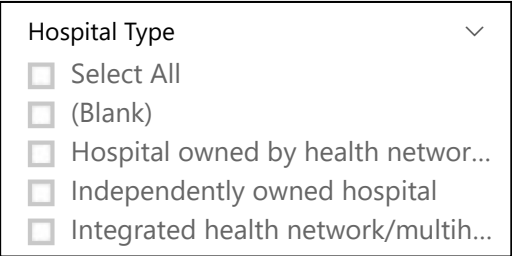 Hospital Type
Select All
(Blank)
Hospital owned by health networ...
Independently owned hospital
Integrated health network/multih...